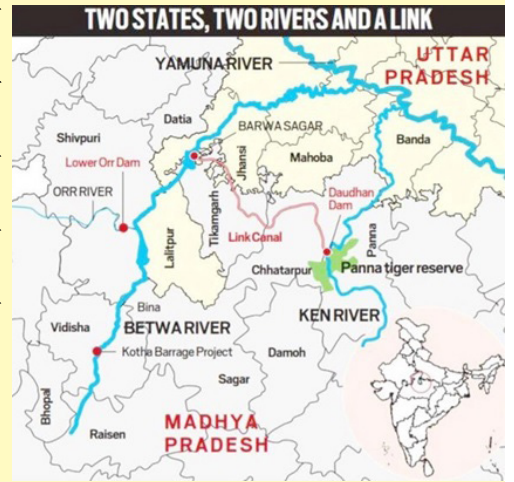 TWO STATES, TWO RIVERS AND A LINK
YAMUNA RIVER
UTTAR
PRADESH
Datia
BARWA SAGAR
Shivpuri
Lower Orr Dam
Jhansi
Mahoba
Banda
ORR RIVER
Tikamgarh
Daudhan
Dam
Lalitpur
Link Canal
Panna
Chhatarpur
Panna tiger reserve
Bina
Vidisha
BETWA RIVER
KEN RIVER
Kotha Barrage Project
Damoh
Sagar
Bhopal
MADHYA
PRADESH
Raisen